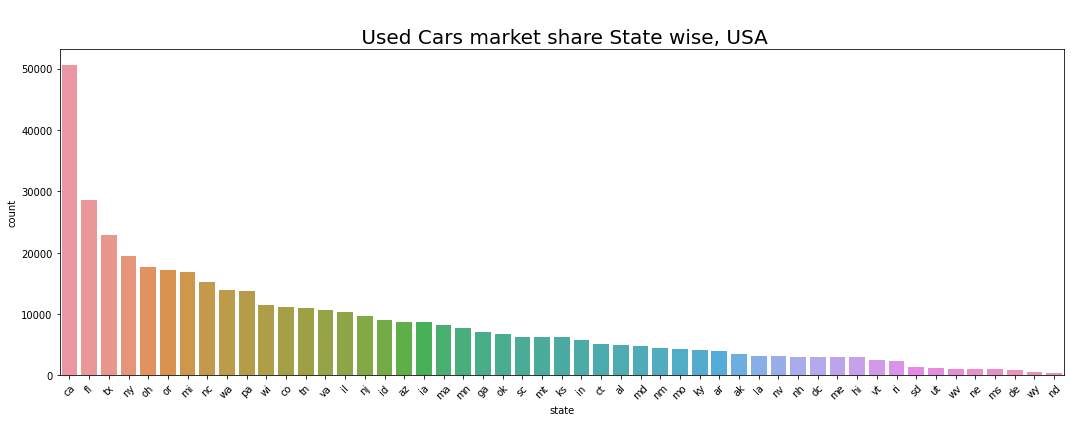 Used Cars market share State wise, USA
50000
40000
30000
20000
10000
0
count
ca fl tx ny oh or mi nc wa pa wi co tn va il nj id az ia ma mn ga ok sc mt ks in ct al md nm mo ky ar ak la nv nh dc me hi vt ri sd ut wv ne ms de wy nd
state